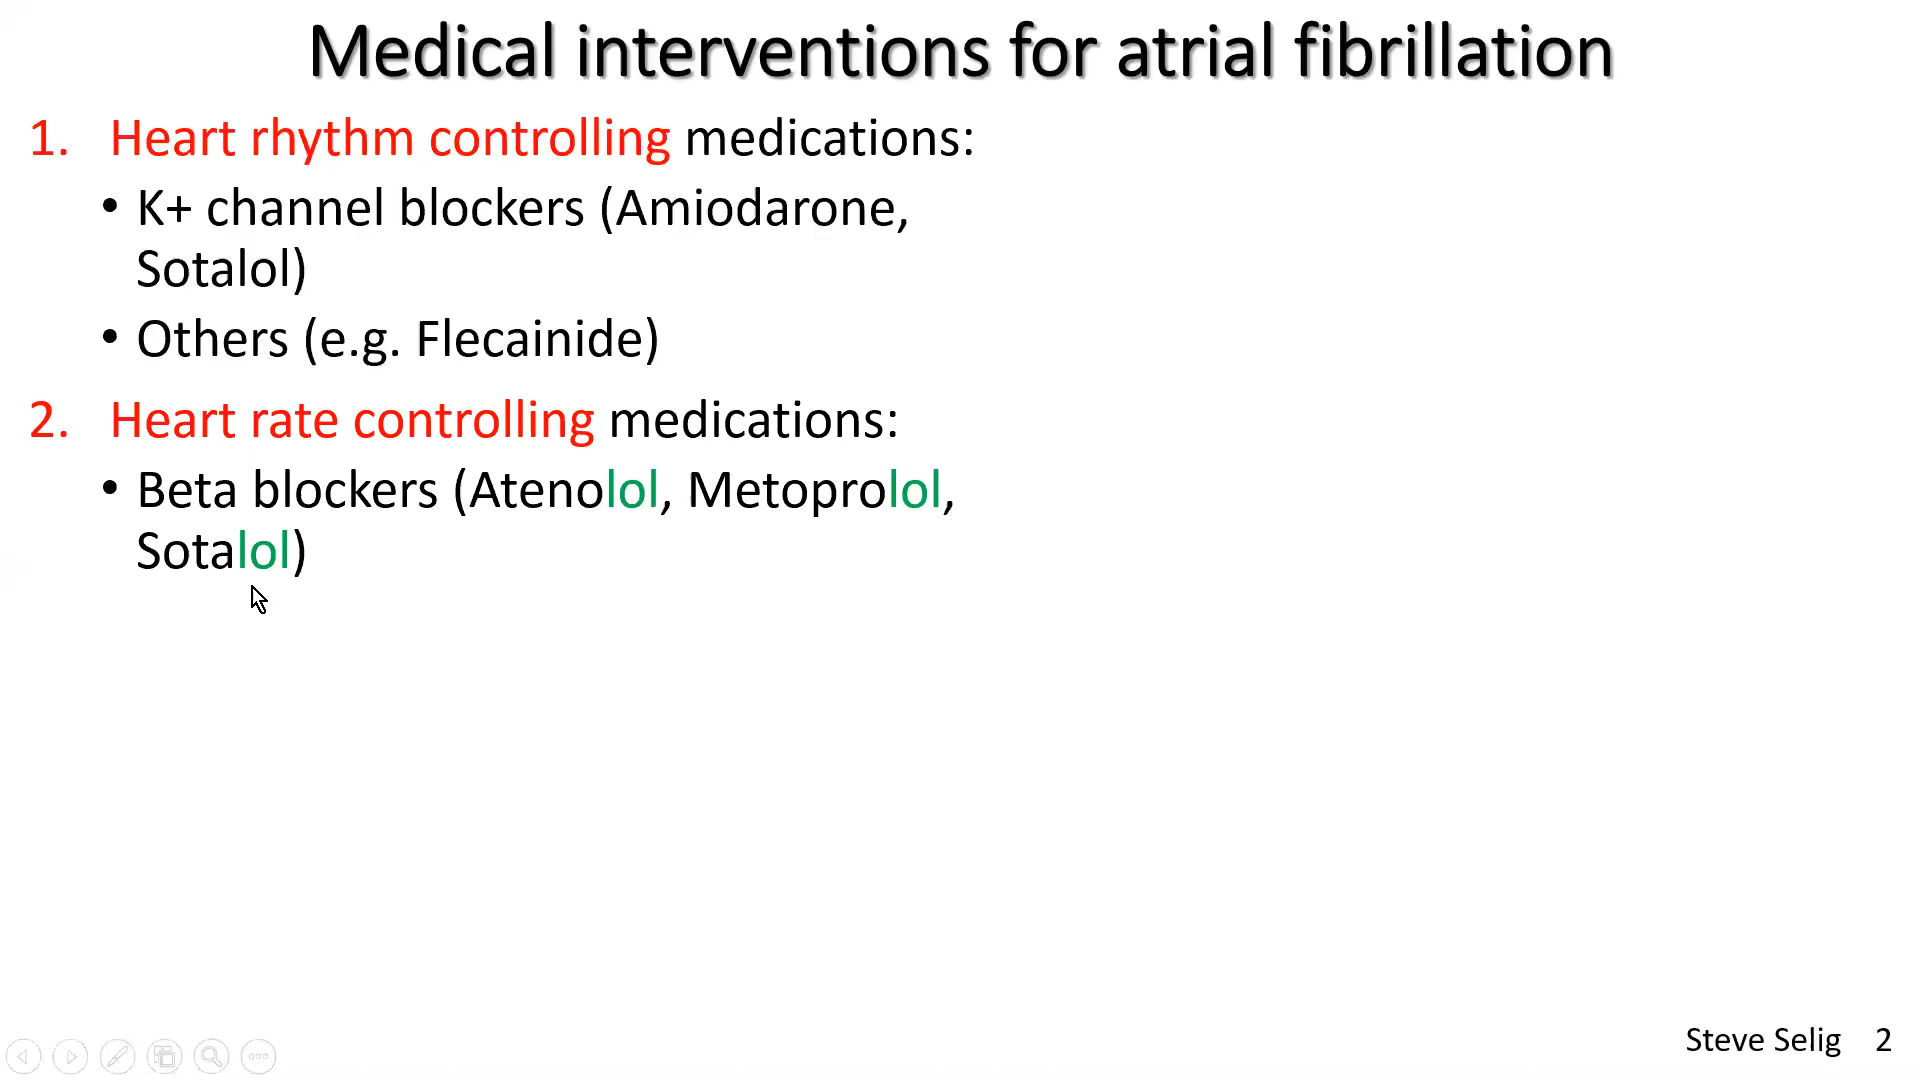 Medical interventions for atrial fibrillation
1. Heart rhythm controlling medications:
• K+ channel blockers (Amiodarone,
Sotalol)
• Others (e.g. Flecainide)
2. Heart rate controlling medications:
• Beta blockers (Atenolol, Metoprolol,
Sotalol)
Steve Selig 2